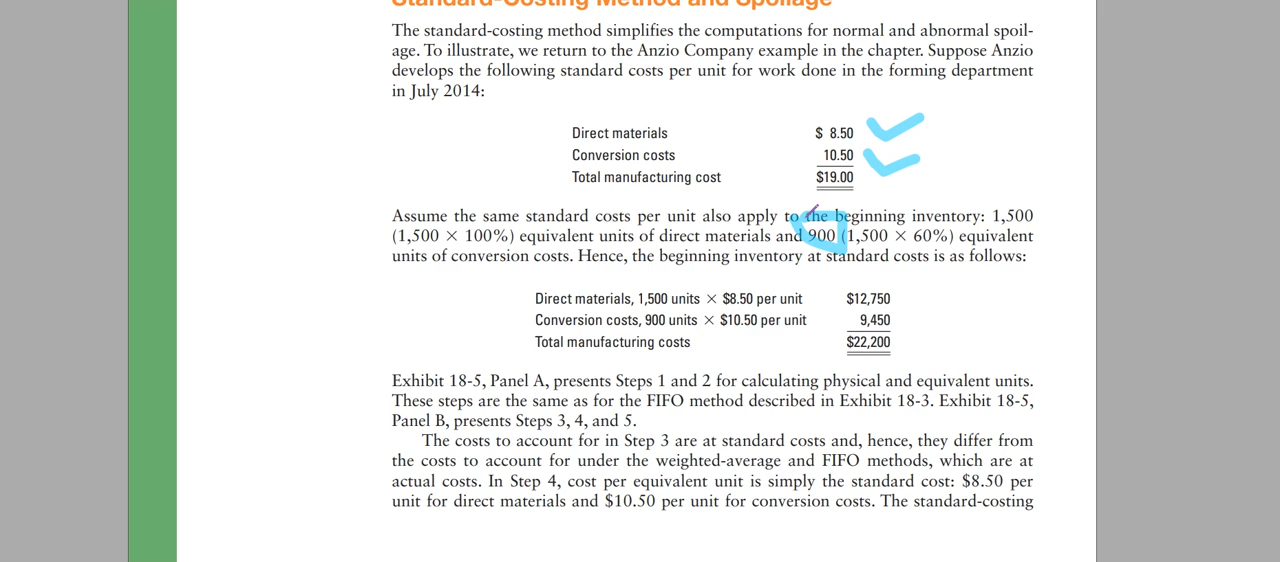 Standard-Costing Method and Spoilage
The standard-costing method simplifies the computations for normal and abnormal spoil-
age. To illustrate, we return to the Anzio Company example in the chapter. Suppose Anzio
develops the following standard costs per unit for work done in the forming department
in July 2014:
Direct materials $ 8.50
Conversion costs 10.50
Total manufacturing cost $19.00
Assume the same standard costs per unit also apply to the beginning inventory: 1,500
(1,500 × 100%) equivalent units of direct materials and 900 (1,500 × 60%) equivalent
units of conversion costs. Hence, the beginning inventory at standard costs is as follows:
Direct materials, 1,500 units × $8.50 per unit $12,750
Conversion costs, 900 units × $10.50 per unit 9,450
Total manufacturing costs $22,200
Exhibit 18-5, Panel A, presents Steps 1 and 2 for calculating physical and equivalent units.
These steps are the same as for the FIFO method described in Exhibit 18-3. Exhibit 18-5,
Panel B, presents Steps 3, 4, and 5.
The costs to account for in Step 3 are at standard costs and, hence, they differ from
the costs to account for under the weighted-average and FIFO methods, which are at
actual costs. In Step 4, cost per equivalent unit is simply the standard cost: $8.50 per
unit for direct materials and $10.50 per unit for conversion costs. The standard-costing